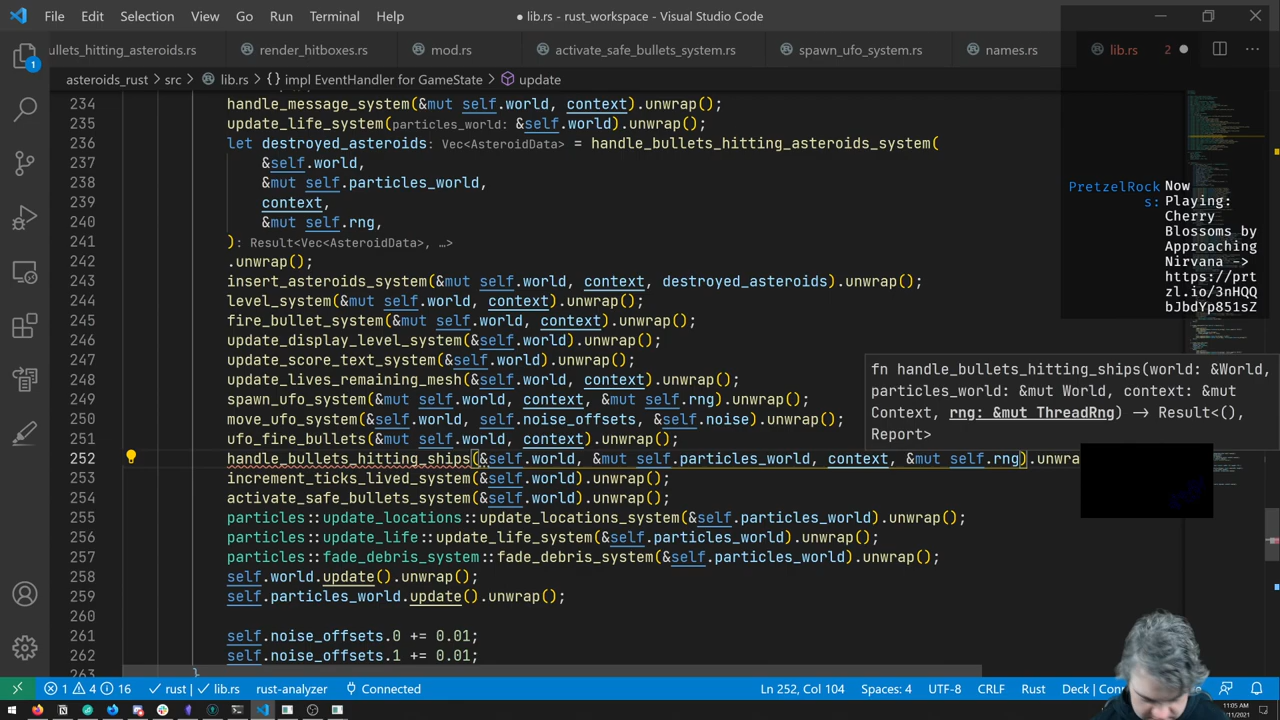 File Edit Selection View Go Run Terminal Help ● lib.rs - rust_workspace - Visual Studio Code
ullets_hitting_asteroids.rs render_hitboxes.rs mod.rs activate_safe_bullets_system.rs spawn_ufo_system.rs names.rs lib.rs 2
asteroids_rust > src > lib.rs > {} impl EventHandler for GameState > update
234 handle_message_system(&mut self.world, context).unwrap();
235 update_life_system(particles_world: &self.world).unwrap();
236 let destroyed_asteroids: Vec<AsteroidData> = handle_bullets_hitting_asteroids_system(
237 &self.world,
238 &mut self.particles_world,
239 context,
240 &mut self.rng,
241 ): Result<Vec<AsteroidData>, …>
242 .unwrap();
243 insert_asteroids_system(&mut self.world, context, destroyed_asteroids).unwrap();
244 level_system(&mut self.world, context).unwrap();
245 fire_bullet_system(&mut self.world, context).unwrap();
246 update_display_level_system(&self.world).unwrap();
247 update_score_text_system(&self.world).unwrap();
248 update_lives_remaining_mesh(&self.world, context).unwrap();
249 spawn_ufo_system(&mut self.world, context, &mut self.rng).unwrap();
250 move_ufo_system(&self.world, self.noise_offsets, &self.noise).unwrap();
251 ufo_fire_bullets(&mut self.world, context).unwrap();
252 handle_bullets_hitting_ships(&self.world, &mut self.particles_world, context, &mut self.rng).unwra
253 increment_ticks_lived_system(&self.world).unwrap();
254 activate_safe_bullets_system(&self.world).unwrap();
255 particles::update_locations::update_locations_system(&self.particles_world).unwrap();
256 particles::update_life::update_life_system(&self.particles_world).unwrap();
257 particles::fade_debris_system::fade_debris_system(&self.particles_world).unwrap();
258 self.world.update().unwrap();
259 self.particles_world.update().unwrap();
260
261 self.noise_offsets.0 += 0.01;
262 self.noise_offsets.1 += 0.01;
263 }
fn handle_bullets_hitting_ships(world: &World,
particles_world: &mut World, context: &mut
Context, rng: &mut ThreadRng) -> Result<(),
Report>
PretzelRock Now
s: Playing:
Cherry
Blossoms by
Approaching
Nirvana ->
https://prt
zl.io/3nHQQ
bJbdYp851sZ
1
1 4 16 rust | lib.rs rust-analyzer Connected Ln 252, Col 104 Spaces: 4 UTF-8 CRLF Rust Deck | Con
11:05 AM